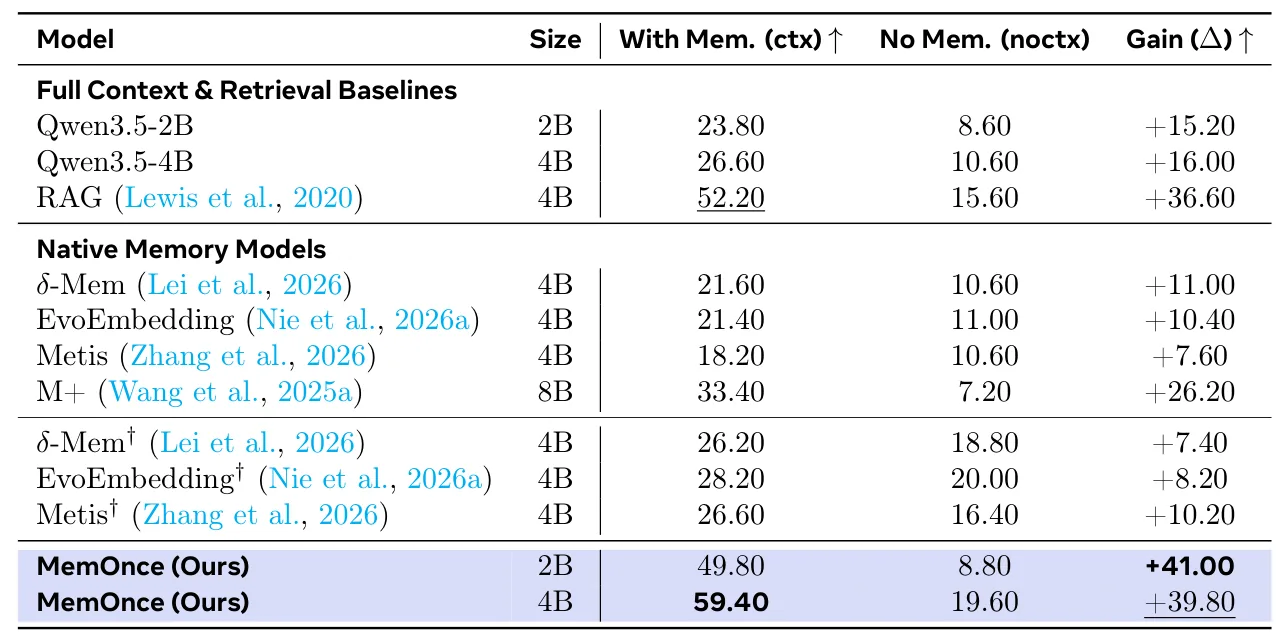 Model Size With Mem. (ctx) ↑ No Mem. (noctx) Gain (Δ) ↑
Full Context & Retrieval Baselines
Qwen3.5-2B 2B 23.80 8.60 +15.20
Qwen3.5-4B 4B 26.60 10.60 +16.00
RAG (Lewis et al., 2020) 4B 52.20 15.60 +36.60
Native Memory Models
δ-Mem (Lei et al., 2026) 4B 21.60 10.60 +11.00
EvoEmbedding (Nie et al., 2026a) 4B 21.40 11.00 +10.40
Metis (Zhang et al., 2026) 4B 18.20 10.60 +7.60
M+ (Wang et al., 2025a) 8B 33.40 7.20 +26.20
δ-Mem† (Lei et al., 2026) 4B 26.20 18.80 +7.40
EvoEmbedding† (Nie et al., 2026a) 4B 28.20 20.00 +8.20
Metis† (Zhang et al., 2026) 4B 26.60 16.40 +10.20
MemOnce (Ours) 2B 49.80 8.80 +41.00
MemOnce (Ours) 4B 59.40 19.60 +39.80